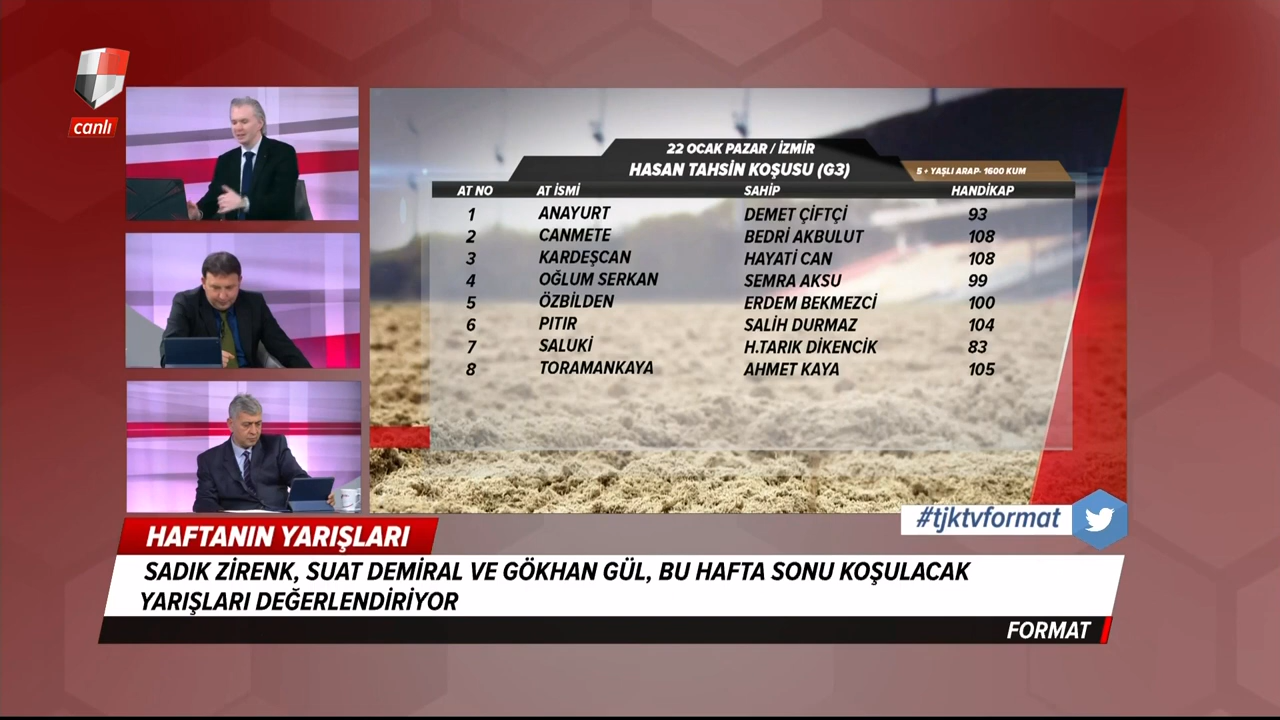 canlı
22 OCAK PAZAR / İZMİR
HASAN TAHSİN KOŞUSU (G3)
5 + YAŞLI ARAP- 1600 KUM
AT NO AT İSMİ SAHİP HANDİKAP
1 ANAYURT DEMET ÇİFTÇİ 93
2 CANMETE BEDRİ AKBULUT 108
3 KARDEŞCAN HAYATİ CAN 108
4 OĞLUM SERKAN SEMRA AKSU 99
5 ÖZBİLDEN ERDEM BEKMEZCİ 100
6 PITIR SALİH DURMAZ 104
7 SALUKİ H.TARIK DİKENCİK 83
8 TORAMANKAYA AHMET KAYA 105
#tjktvformat
HAFTANIN YARIŞLARI
SADIK ZİRENK, SUAT DEMİRAL VE GÖKHAN GÜL, BU HAFTA SONU KOŞULACAK
YARIŞLARI DEĞERLENDİRİYOR
FORMAT